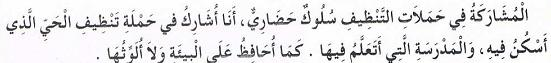 الْمُشَارَكَةُ فِي حَمَلَاتِ التَّنْظِيفِ سُلُوكٌ حَضَارِيٌّ، أَنَا أُشَارِكُ فِي حَمْلَةِ تَنْظِيفِ الْحَيِّ الَّذِي
أَسْكُنُ فِيهِ، وَالْمَدْرَسَةِ الَّتِي أَتَعَلَّمُ فِيهَا . كَمَا أُحَافِظُ عَلَى الْبِيئَةِ وَلَا أُلَوِّثُهَا .